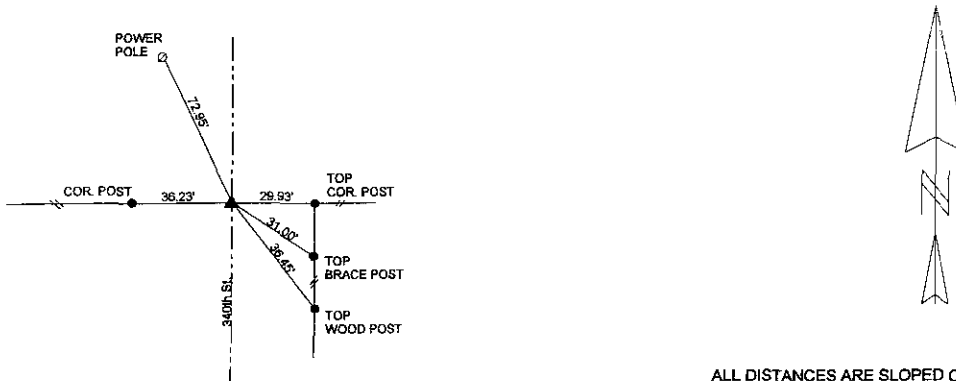 POWER
POLE
72.95'
COR. POST
36.23'
29.93'
TOP
COR. POST
31.00'
36.45'
TOP
BRACE POST
340th St.
TOP
WOOD POST
N
ALL DISTANCES ARE SLOPED